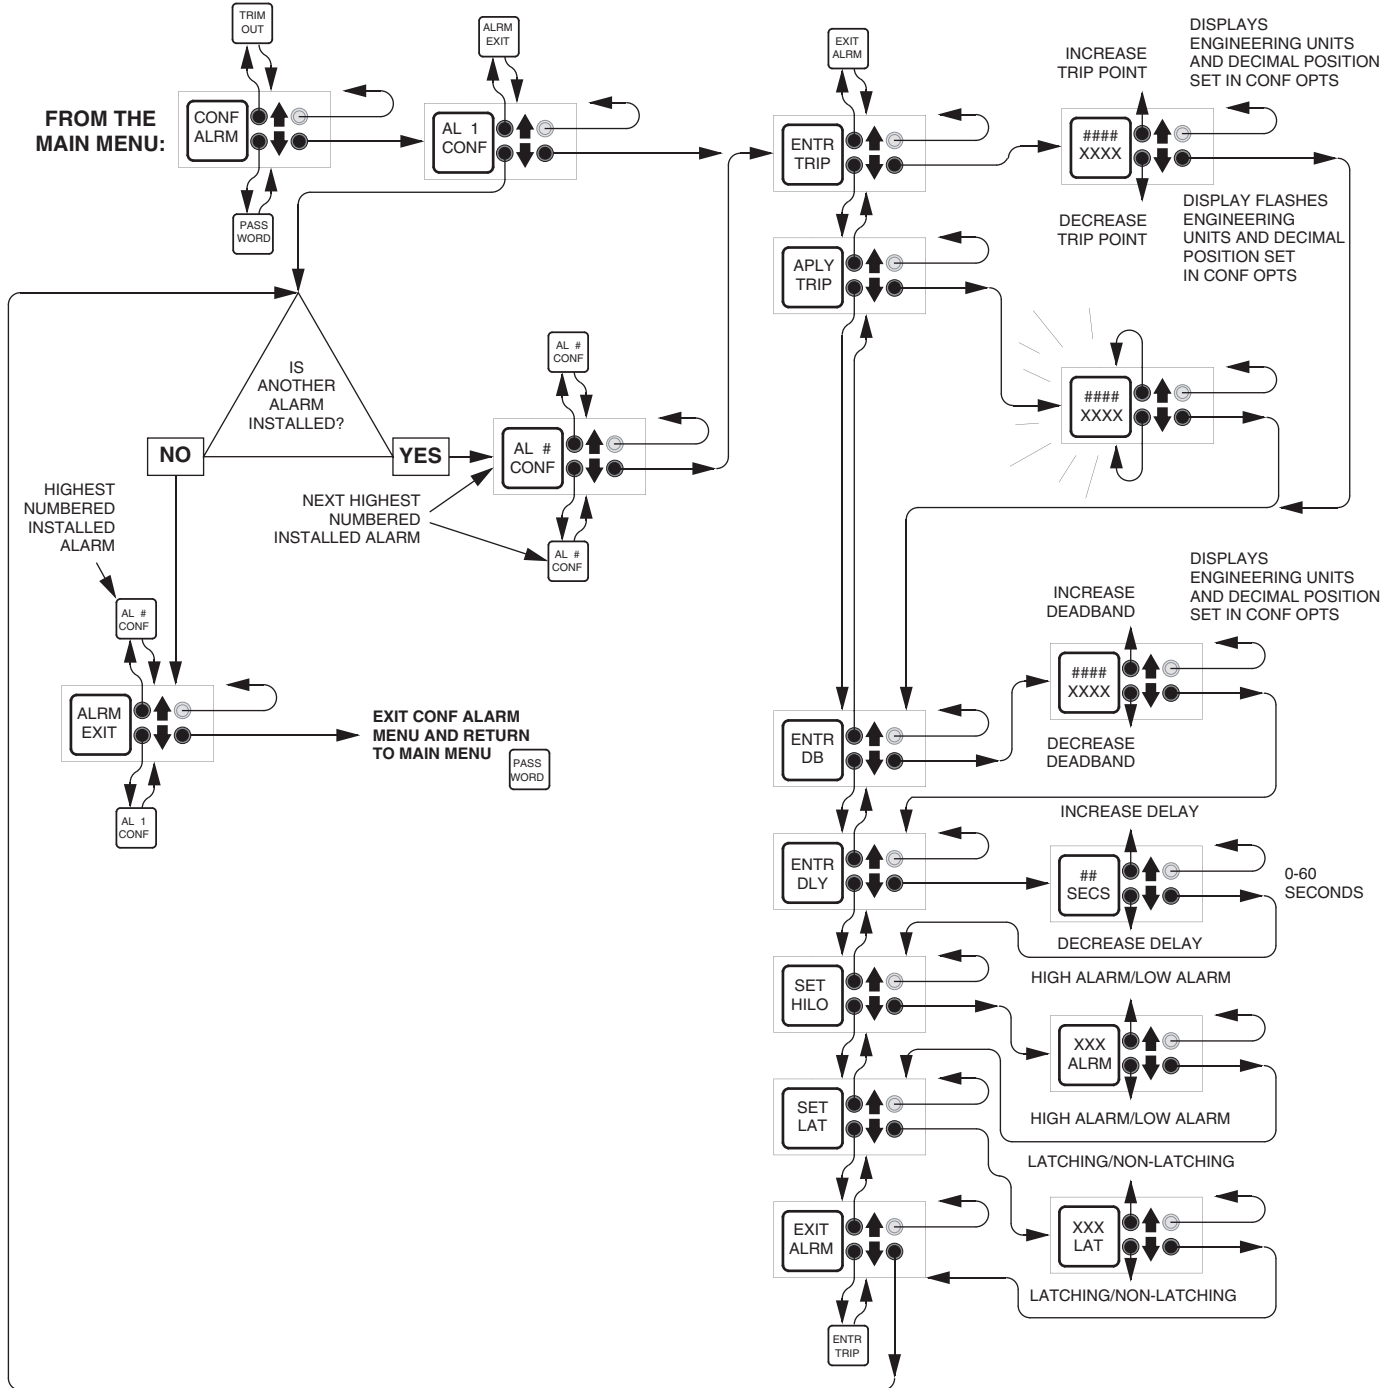 FROM THE
MAIN MENU:
TRIM
OUT
CONF
ALRM
PASS
WORD
ALRM
EXIT
AL 1
CONF
IS
ANOTHER
ALARM
INSTALLED?
NO
YES
AL #
CONF
AL #
CONF
AL #
CONF
NEXT HIGHEST
NUMBERED
INSTALLED ALARM
HIGHEST
NUMBERED
INSTALLED
ALARM
AL #
CONF
ALRM
EXIT
AL 1
CONF
EXIT CONF ALARM
MENU AND RETURN
TO MAIN MENU
PASS
WORD
EXIT
ALRM
ENTR
TRIP
INCREASE
TRIP POINT
####
XXXX
DECREASE
TRIP POINT
DISPLAYS
ENGINEERING UNITS
AND DECIMAL POSITION
SET IN CONF OPTS
APLY
TRIP
DISPLAY FLASHES
ENGINEERING
UNITS AND DECIMAL
POSITION SET
IN CONF OPTS
####
XXXX
ENTR
DB
INCREASE
DEADBAND
####
XXXX
DECREASE
DEADBAND
DISPLAYS
ENGINEERING UNITS
AND DECIMAL POSITION
SET IN CONF OPTS
ENTR
DLY
INCREASE DELAY
##
SECS
DECREASE DELAY
0-60
SECONDS
SET
HILO
HIGH ALARM/LOW ALARM
XXX
ALRM
HIGH ALARM/LOW ALARM
SET
LAT
LATCHING/NON-LATCHING
XXX
LAT
LATCHING/NON-LATCHING
EXIT
ALRM
ENTR
TRIP